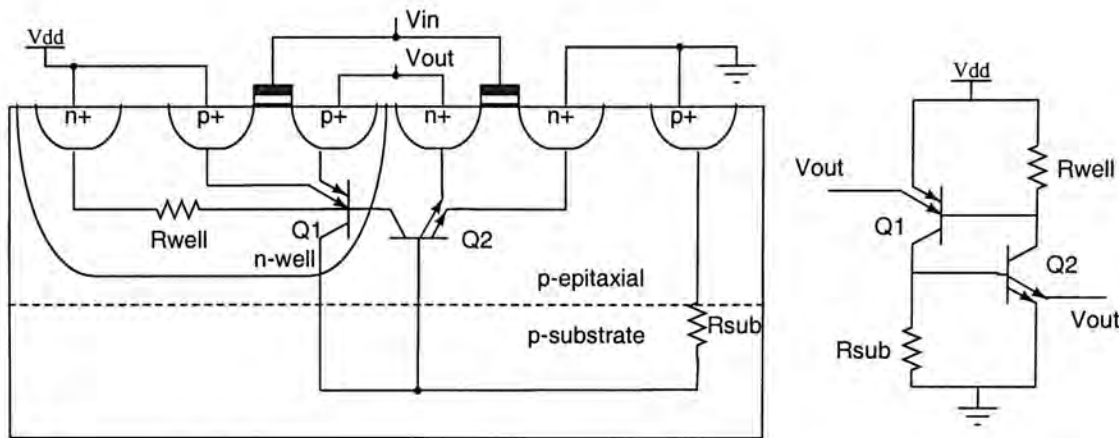 Vin
Vdd
Vout
n+ p+ p+ n+ n+ p+
Rwell
Q1
Q2
n-well
p-epitaxial
p-substrate
Rsub
Vdd
Vout
Rwell
Q1
Q2
Vout
Rsub